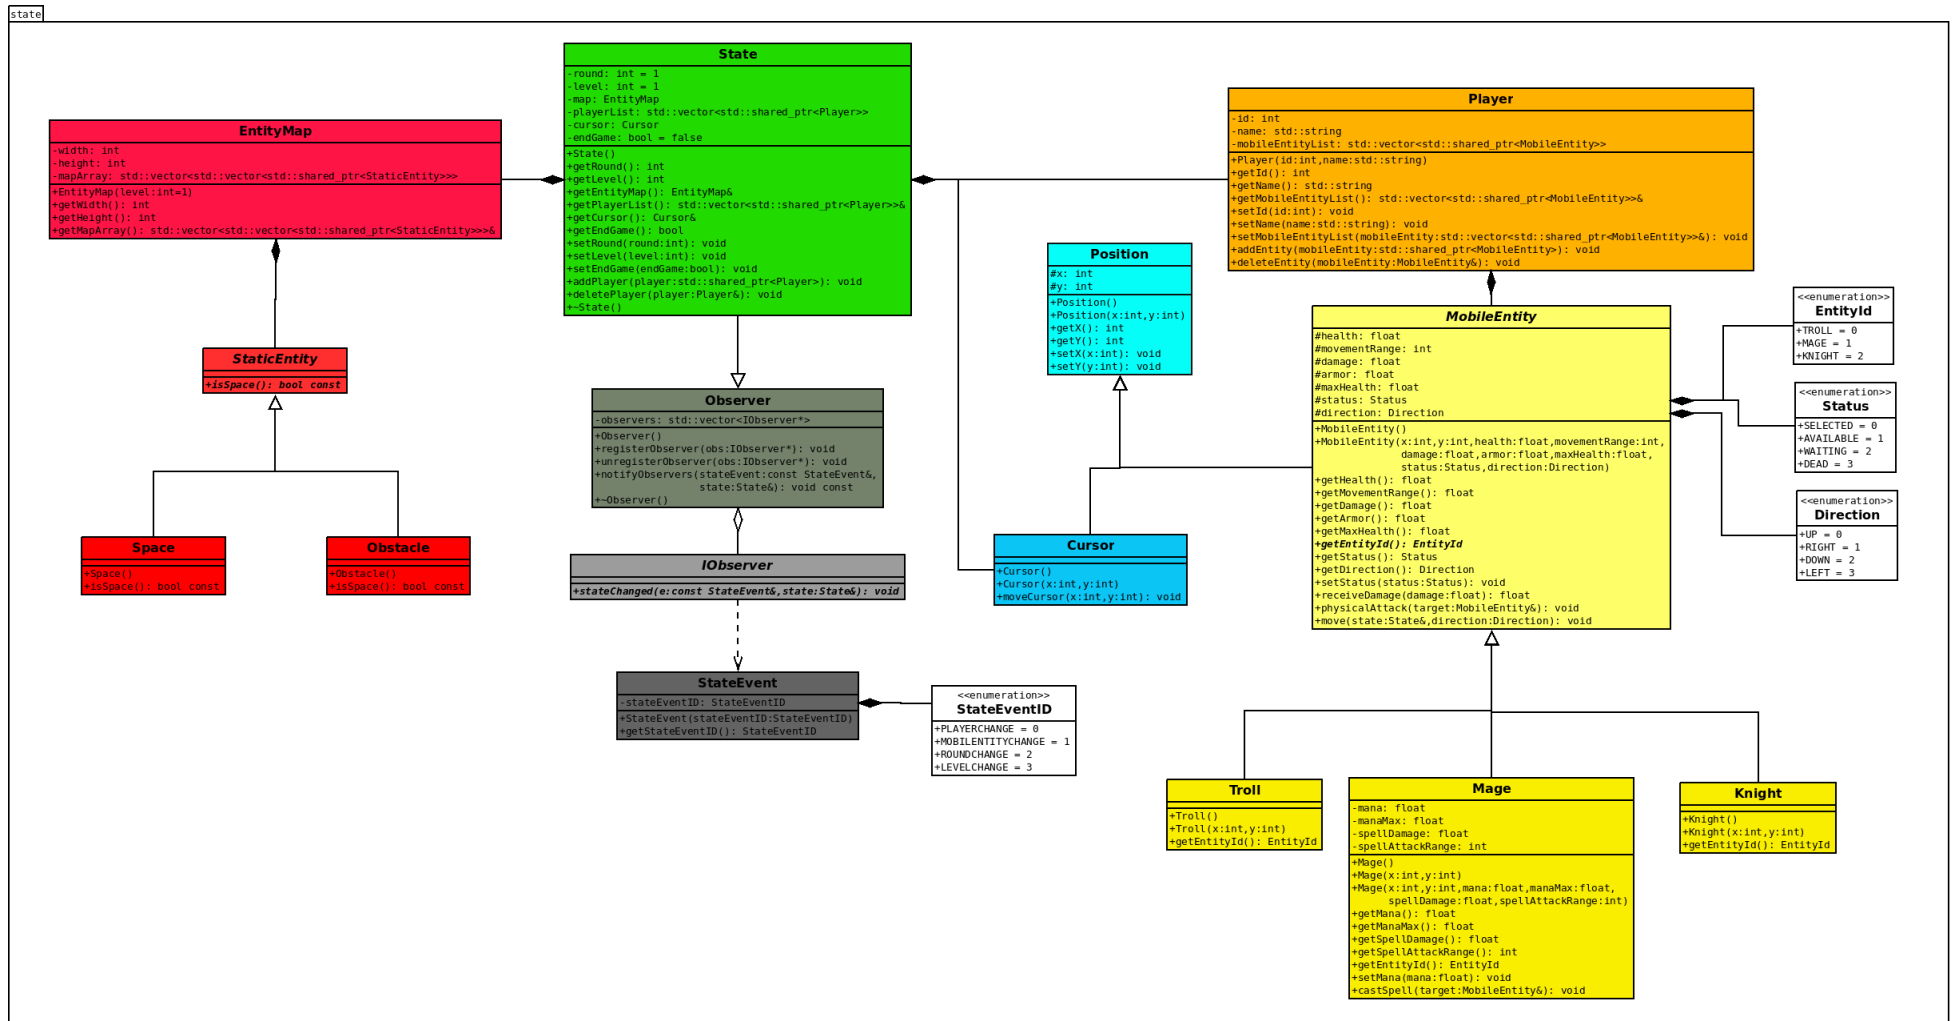 state
State
-round: int = 1
-level: int = 1
-map: EntityMap
-playerList: std::vector<std::shared_ptr<Player>>
-cursor: Cursor
-endGame: bool = false
+State()
+getRound(): int
+getLevel(): int
+getEntityMap(): EntityMap&
+getPlayerList(): std::vector<std::shared_ptr<Player>>&
+getCursor(): Cursor&
+getEndGame(): bool
+setRound(round:int): void
+setLevel(level:int): void
+setEndGame(endGame:bool): void
+addPlayer(player:std::shared_ptr<Player>): void
+deletePlayer(player:Player&): void
+~State()
EntityMap
-width: int
-height: int
-mapArray: std::vector<std::vector<std::shared_ptr<StaticEntity>>>
+EntityMap(level:int=1)
+getWidth(): int
+getHeight(): int
+getMapArray(): std::vector<std::vector<std::shared_ptr<StaticEntity>>>&
StaticEntity
+isSpace(): bool const
Space
+Space()
+isSpace(): bool const
Obstacle
+Obstacle()
+isSpace(): bool const
Observer
-observers: std::vector<IObserver*>
+Observer()
+registerObserver(obs:IObserver*): void
+unregisterObserver(obs:IObserver*): void
+notifyObservers(stateEvent:const StateEvent&,
state:State&): void const
+~Observer()
IObserver
+stateChanged(e:const StateEvent&,state:State&): void
StateEvent
-stateEventID: StateEventID
+StateEvent(stateEventID:StateEventID)
+getStateEventID(): StateEventID
<<enumeration>>
StateEventID
+PLAYERCHANGE = 0
+MOBILENTITYCHANGE = 1
+ROUNDCHANGE = 2
+LEVELCHANGE = 3
Position
#x: int
#y: int
+Position()
+Position(x:int,y:int)
+getX(): int
+getY(): int
+setX(x:int): void
+setY(y:int): void
Cursor
+Cursor()
+Cursor(x:int,y:int)
+moveCursor(x:int,y:int): void
Player
-id: int
-name: std::string
-mobileEntityList: std::vector<std::shared_ptr<MobileEntity>>
+Player(id:int,name:std::string)
+getId(): int
+getName(): std::string
+getMobileEntityList(): std::vector<std::shared_ptr<MobileEntity>>&
+setId(id:int): void
+setName(name:std::string): void
+setMobileEntityList(mobileEntity:std::vector<std::shared_ptr<MobileEntity>>&): void
+addEntity(mobileEntity:std::shared_ptr<MobileEntity>): void
+deleteEntity(mobileEntity:MobileEntity&): void
MobileEntity
#health: float
#movementRange: int
#damage: float
#armor: float
#maxHealth: float
#status: Status
#direction: Direction
+MobileEntity()
+MobileEntity(x:int,y:int,health:float,movementRange:int,
damage:float,armor:float,maxHealth:float,
status:Status,direction:Direction)
+getHealth(): float
+getMovementRange(): float
+getDamage(): float
+getArmor(): float
+getMaxHealth(): float
+getEntityId(): EntityId
+getStatus(): Status
+getDirection(): Direction
+setStatus(status:Status): void
+receiveDamage(damage:float): float
+physicalAttack(target:MobileEntity&): void
+move(state:State&,direction:Direction): void
<<enumeration>>
EntityId
+TROLL = 0
+MAGE = 1
+KNIGHT = 2
<<enumeration>>
Status
+SELECTED = 0
+AVAILABLE = 1
+WAITING = 2
+DEAD = 3
<<enumeration>>
Direction
+UP = 0
+RIGHT = 1
+DOWN = 2
+LEFT = 3
Troll
+Troll()
+Troll(x:int,y:int)
+getEntityId(): EntityId
Mage
-mana: float
-manaMax: float
-spellDamage: float
-spellAttackRange: int
+Mage()
+Mage(x:int,y:int)
+Mage(x:int,y:int,mana:float,manaMax:float,
spellDamage:float,spellAttackRange:int)
+getMana(): float
+getManaMax(): float
+getSpellDamage(): float
+getSpellAttackRange(): int
+getEntityId(): EntityId
+setMana(mana:float): void
+castSpell(target:MobileEntity&): void
Knight
+Knight()
+Knight(x:int,y:int)
+getEntityId(): EntityId